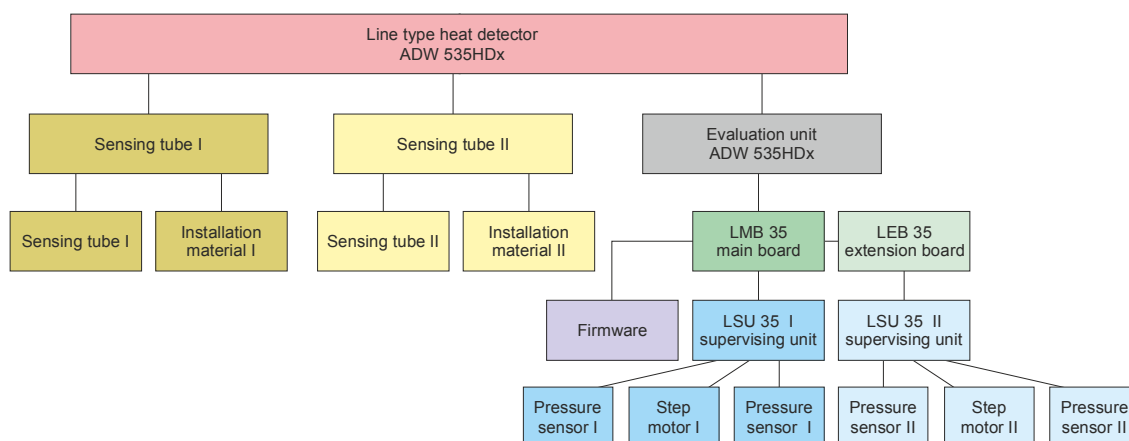 Line type heat detector
ADW 535HDx
Sensing tube I
Sensing tube II
Evaluation unit
ADW 535HDx
Sensing tube I
Installation
material I
Sensing tube II
Installation
material II
LMB 35
main board
LEB 35
extension board
Firmware
LSU 35  I
supervising unit
LSU 35  II
supervising unit
Pressure
sensor I
Step
motor I
Pressure
sensor  I
Pressure
sensor II
Step
motor II
Pressure
sensor II